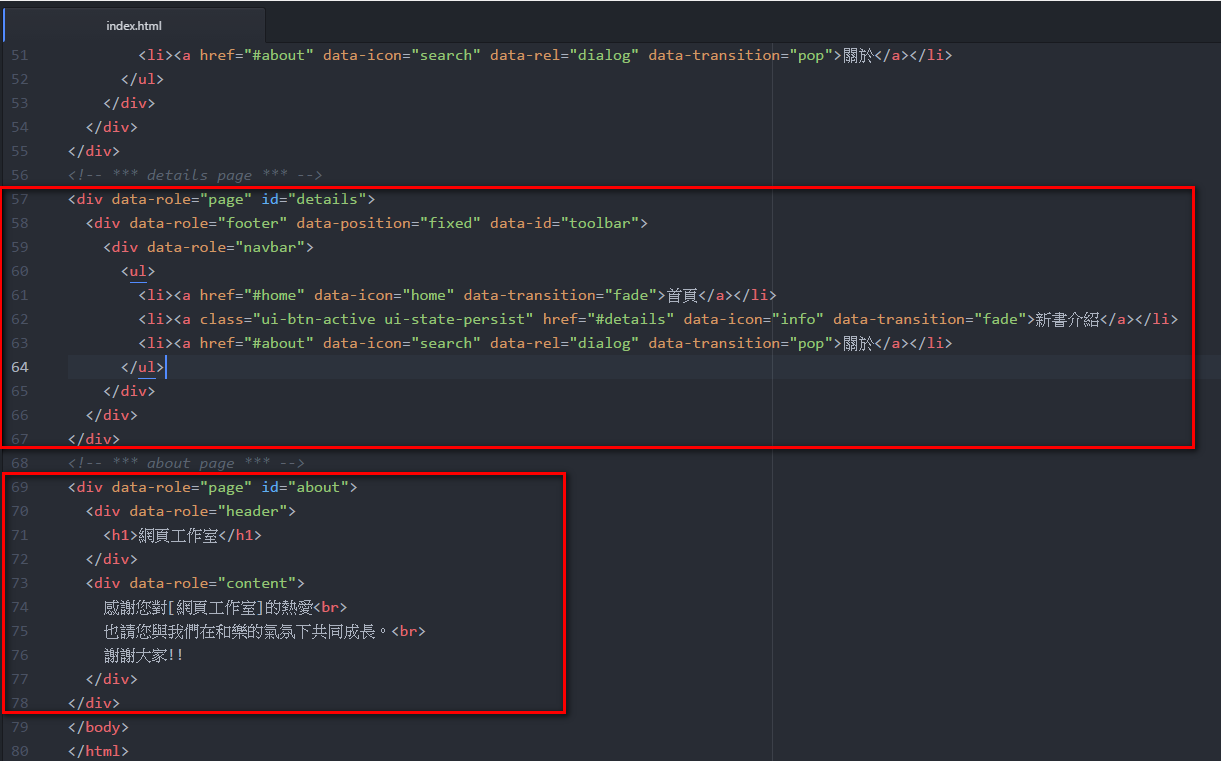 index.html
51 <li><a href="#about" data-icon="search" data-rel="dialog" data-transition="pop">關於</a></li>
52 </ul>
53 </div>
54 </div>
55 </div>
56 <!-- *** details page *** -->
57 <div data-role="page" id="details">
58 <div data-role="footer" data-position="fixed" data-id="toolbar">
59 <div data-role="navbar">
60 <ul>
61 <li><a href="#home" data-icon="home" data-transition="fade">首頁</a></li>
62 <li><a class="ui-btn-active ui-state-persist" href="#details" data-icon="info" data-transition="fade">新書介紹</a></li>
63 <li><a href="#about" data-icon="search" data-rel="dialog" data-transition="pop">關於</a></li>
64 </ul>
65 </div>
66 </div>
67 </div>
68 <!-- *** about page *** -->
69 <div data-role="page" id="about">
70 <div data-role="header">
71 <h1>網頁工作室</h1>
72 </div>
73 <div data-role="content">
74 感謝您對[網頁工作室]的熱愛<br>
75 也請您與我們在和樂的氣氛下共同成長。<br>
76 謝謝大家!!
77 </div>
78 </div>
79 </body>
80 </html>